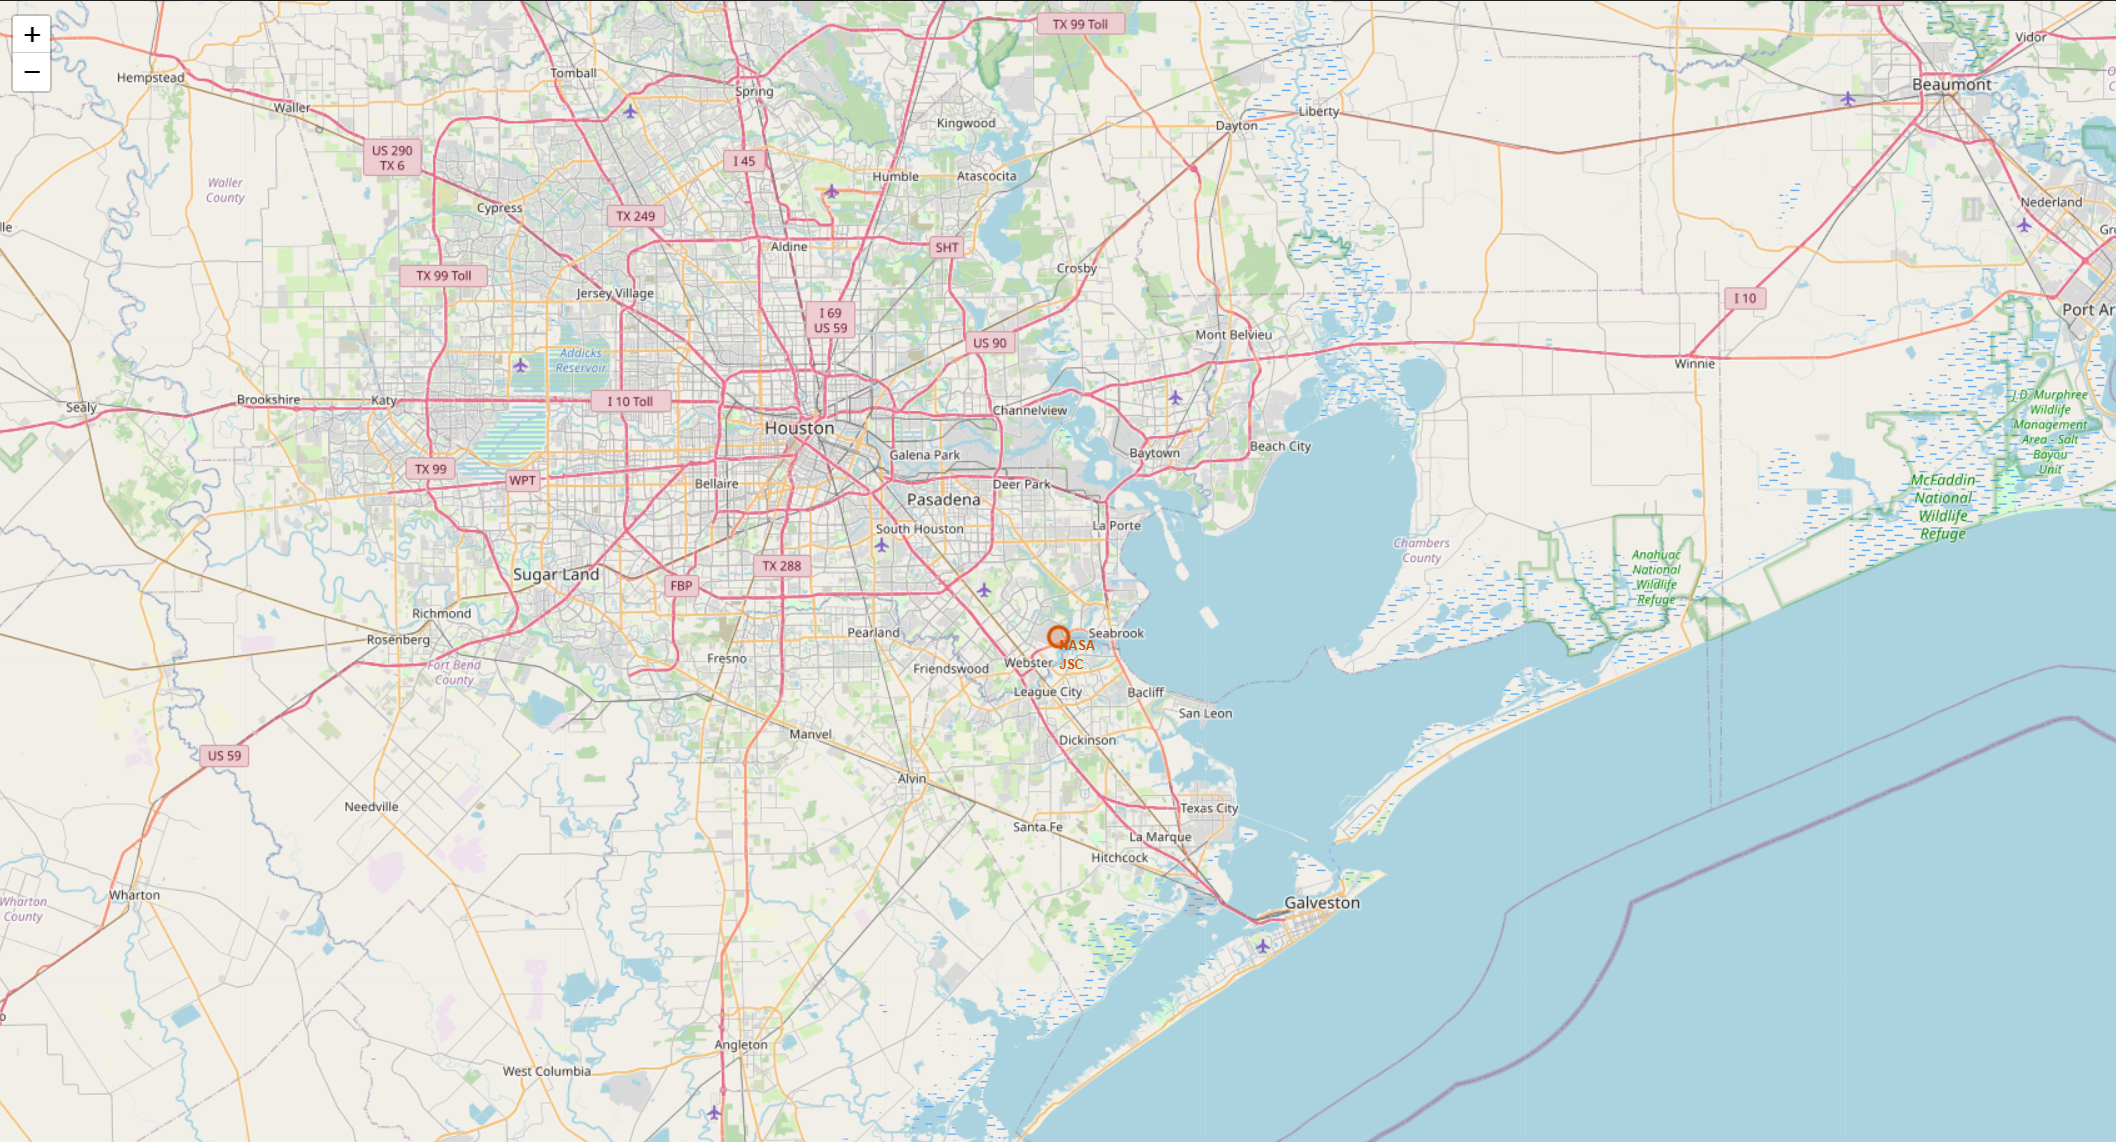 +
−
TX 99 Toll
Hempstead
Tomball
Spring
Vidor
Beaumont
Waller
Kingwood
Liberty
Dayton
US 290
TX 6
I 45
Humble
Atascocita
Waller
County
Cypress
TX 249
Nederland
Aldine
SHT
Crosby
TX 99 Toll
Jersey Village
I 10
I 69
US 59
US 90
Mont Belvieu
Port Ar
Addicks
Reservoir
Winnie
Sealy
Brookshire
Katy
I 10 Toll
Channelview
J.D. Murphree
Wildlife
Management
Area - Salt
Bayou
Unit
Houston
Galena Park
Baytown
Beach City
TX 99
WPT
Bellaire
Deer Park
Pasadena
McFaddin
National
Wildlife
Refuge
South Houston
La Porte
Chambers
County
Anahuac
National
Wildlife
Refuge
Sugar Land
TX 288
FBP
Richmond
Rosenberg
Pearland
Seabrook
NASA
JSC
Fort Bend
County
Fresno
Friendswood
Webster
League City
Bacliff
San Leon
Manvel
Dickinson
US 59
Alvin
Needville
Texas City
Santa Fe
La Marque
Hitchcock
Wharton
Wharton
County
Galveston
Angleton
West Columbia